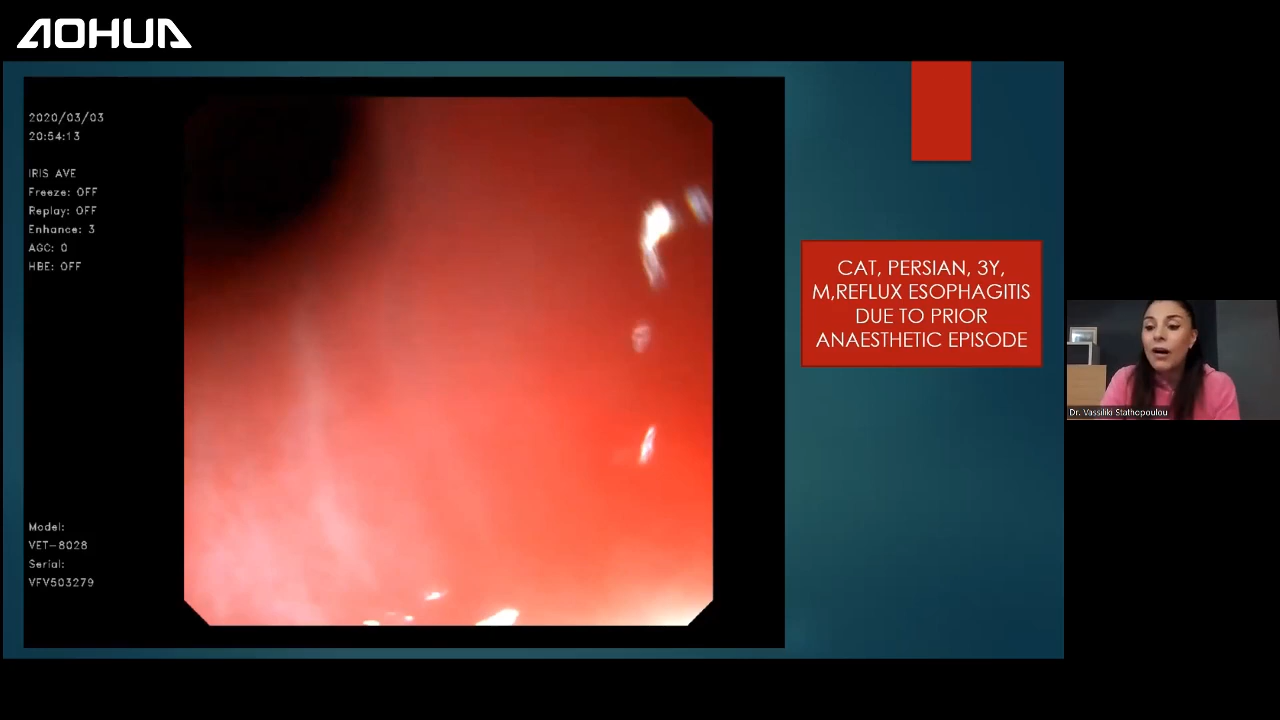 AOHUA
2020/03/03
20:54:13
IRIS AVE
Freeze: OFF
Replay: OFF
Enhance: 3
AGC: 0
HBE: OFF
Model:
VET-8028
Serial:
VFV503279
CAT, PERSIAN, 3Y,
M,REFLUX ESOPHAGITIS
DUE TO PRIOR
ANAESTHETIC EPISODE
Dr. Vassiliki Stathopoulou